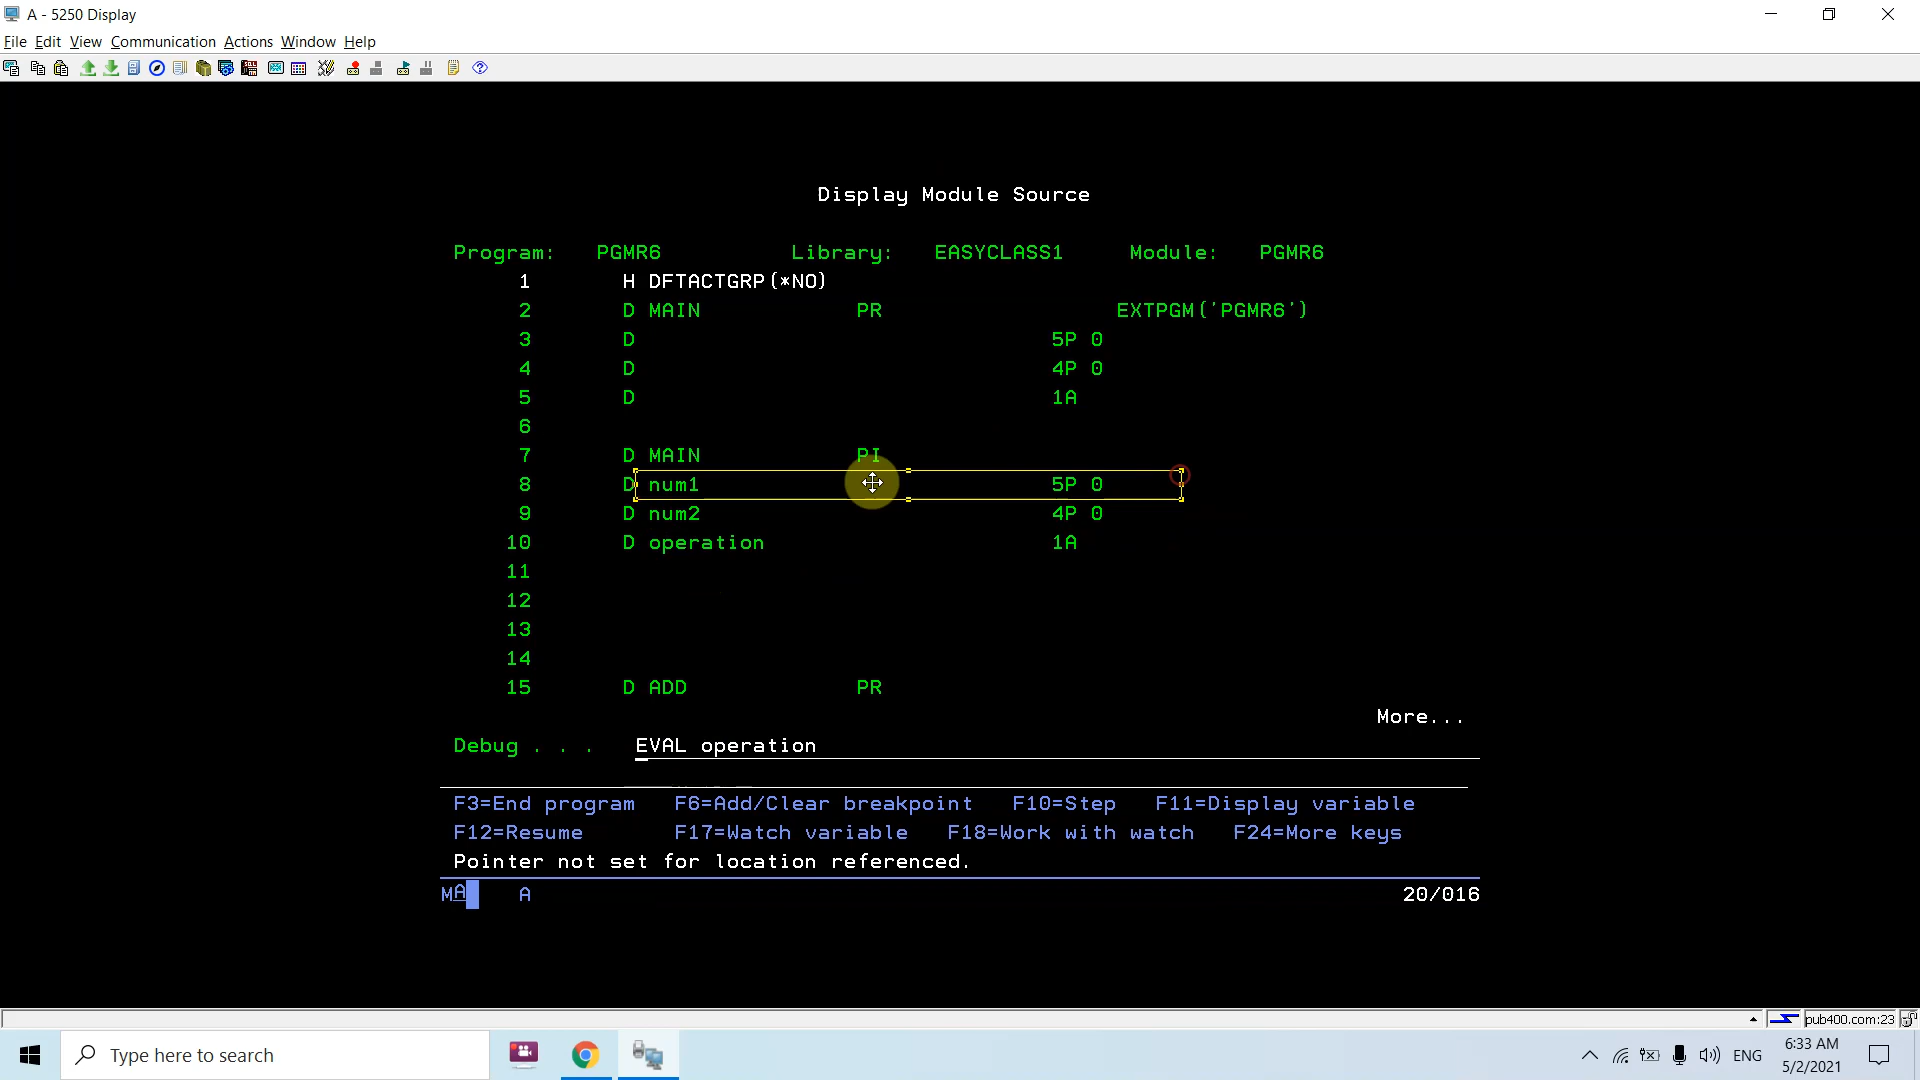 A - 5250 Display
File Edit View Communication Actions Window Help
Display Module Source
Program: PGMR6 Library: EASYCLASS1 Module: PGMR6
1 H DFTACTGRP(*NO)
2 D MAIN PR EXTPGM('PGMR6')
3 D 5P 0
4 D 4P 0
5 D 1A
6
7 D MAIN PI
8 D num1 5P 0
9 D num2 4P 0
10 D operation 1A
11
12
13
14
15 D ADD PR
More...
Debug . . . EVAL operation
F3=End program F6=Add/Clear breakpoint F10=Step F11=Display variable
F12=Resume F17=Watch variable F18=Work with watch F24=More keys
Pointer not set for location referenced.
MA A 20/016
pub400.com:23
Type here to search
ENG
6:33 AM
5/2/2021